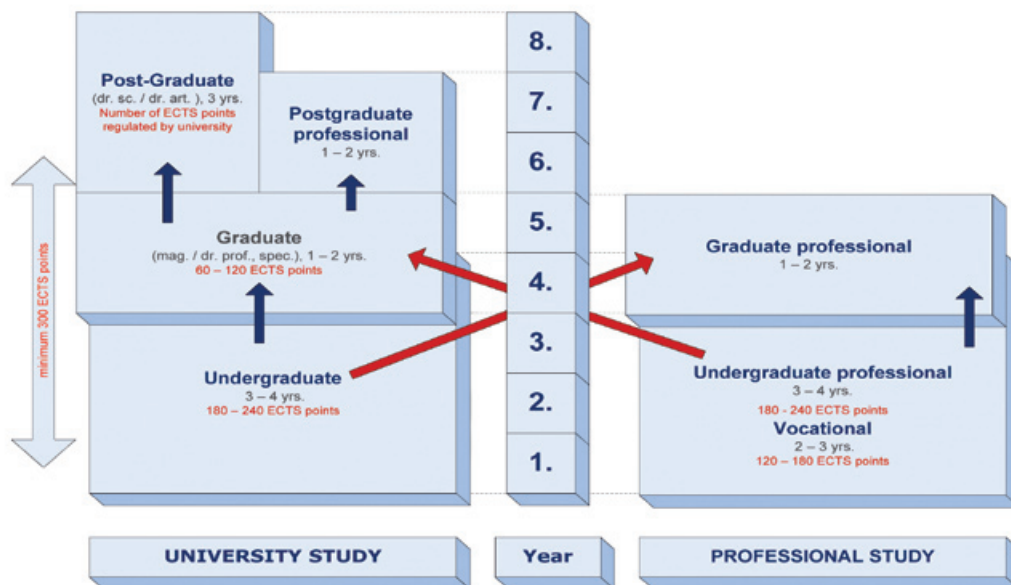 Post-Graduate
(dr. sc. / dr. art. ), 3 yrs.
Number of ECTS points
regulated by university
Postgraduate
professional
1 – 2 yrs.
Graduate
(mag. / dr. prof., spec.), 1 – 2 yrs.
60 – 120 ECTS points
Undergraduate
3 – 4 yrs.
180 – 240 ECTS points
minimum 300 ECTS points
8.
7.
6.
5.
4.
3.
2.
1.
Graduate professional
1 – 2 yrs.
Undergraduate professional
3 – 4 yrs.
180 - 240 ECTS points
Vocational
2 – 3 yrs.
120 – 180 ECTS points
UNIVERSITY STUDY
Year
PROFESSIONAL STUDY